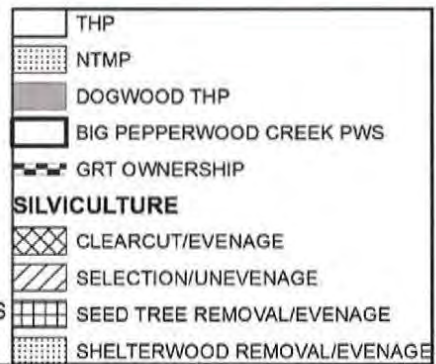 THP
NTMP
DOGWOOD THP
BIG PEPPERWOOD CREEK PWS
GRT OWNERSHIP
SILVICULTURE
CLEARCUT/EVENAGE
SELECTION/UNEVENAGE
S SEED TREE REMOVAL/EVENAGE
SHELTERWOOD REMOVAL/EVENAGE